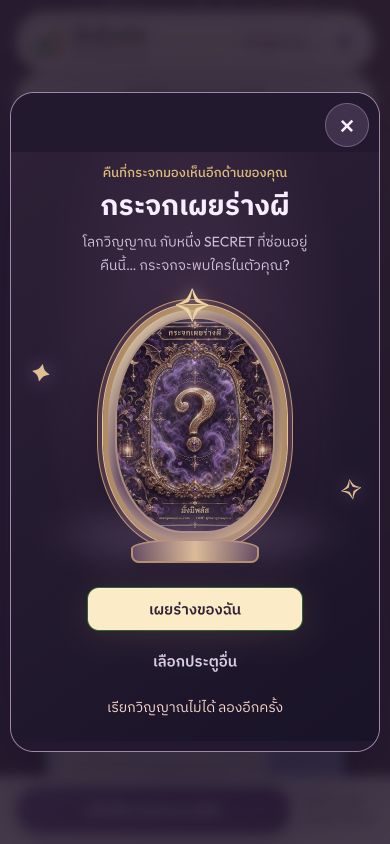 คืนที่กระจกมองเห็นอีกด้านของคุณ
กระจกเผยร่างผี
โลกวิญญาณ กับหนึ่ง SECRET ที่ซ่อนอยู่
คืนนี้... กระจกจะพบใครในตัวคุณ?
กระจกเผยร่างผี
มิ่งมีพลัส
เผยร่างของฉัน
เลือกประตูอื่น
เรียกวิญญาณไม่ได้ ลองอีกครั้ง